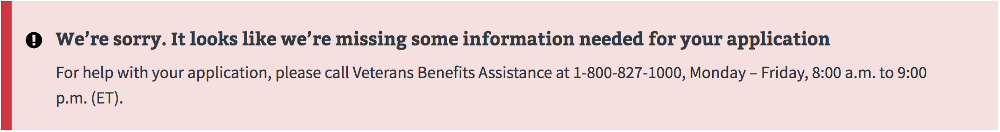 We’re sorry. It looks like we’re missing some information needed for your application
For help with your application, please call Veterans Benefits Assistance at 1-800-827-1000, Monday – Friday, 8:00 a.m. to 9:00
p.m. (ET).